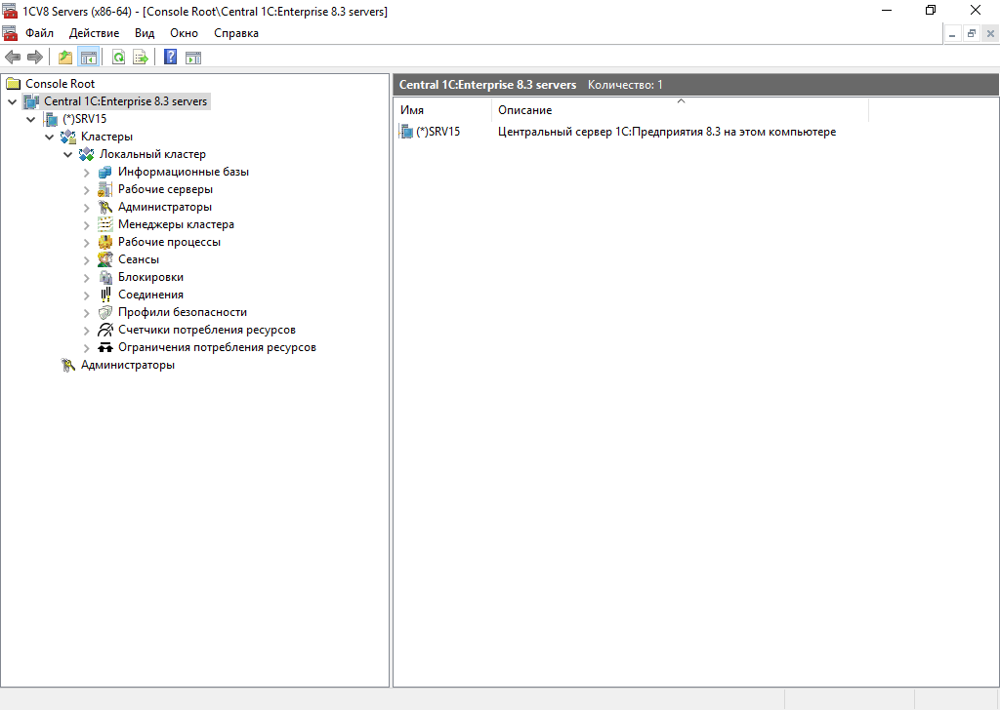 1CV8 Servers (x86-64) - [Console Root\Central 1C:Enterprise 8.3 servers]
Файл Действие Вид Окно Справка
Console Root
Central 1C:Enterprise 8.3 servers
(*)SRV15
Кластеры
Локальный кластер
Информационные базы
Рабочие серверы
Администраторы
Менеджеры кластера
Рабочие процессы
Сеансы
Блокировки
Соединения
Профили безопасности
Счетчики потребления ресурсов
Ограничения потребления ресурсов
Администраторы
Central 1C:Enterprise 8.3 servers Количество: 1
Имя Описание
(*)SRV15 Центральный сервер 1С:Предприятия 8.3 на этом компьютере